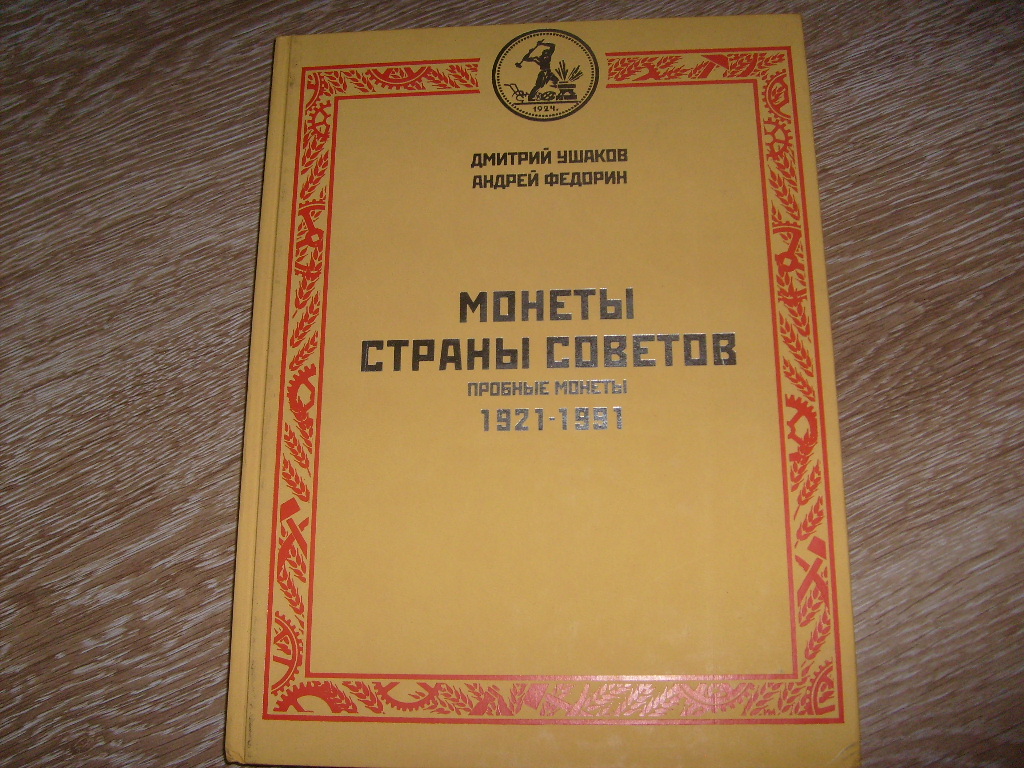 1924.
ДМИТРИЙ УШАКОВ
АНДРЕЙ ФЕДОРИН
МОНЕТЫ
СТРАНЫ СОВЕТОВ
ПРОБНЫЕ МОНЕТЫ
1921-1991